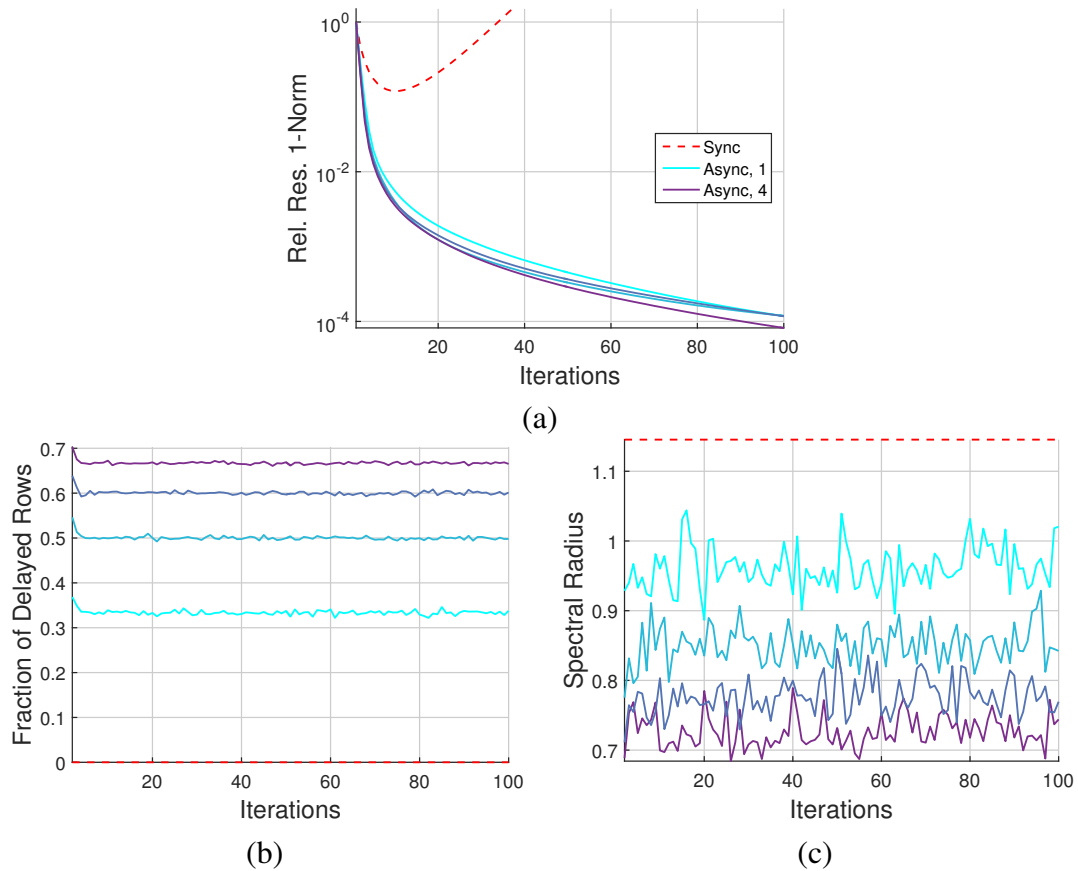 10^0
10^-2
10^-4
Rel. Res. 1-Norm
Sync
Async, 1
Async, 4
20 40 60 80 100
Iterations
(a)
0.7
0.6
0.5
0.4
0.3
0.2
0.1
0
Fraction of Delayed Rows
20 40 60 80 100
Iterations
(b)
1.1
1
0.9
0.8
0.7
Spectral Radius
20 40 60 80 100
Iterations
(c)